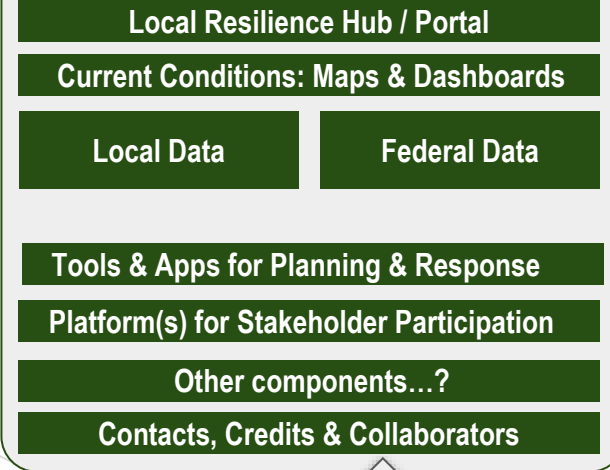 Local Resilience Hub / Portal
Current Conditions: Maps & Dashboards
Local Data
Federal Data
Tools & Apps for Planning & Response
Platform(s) for Stakeholder Participation
Other components…?
Contacts, Credits & Collaborators